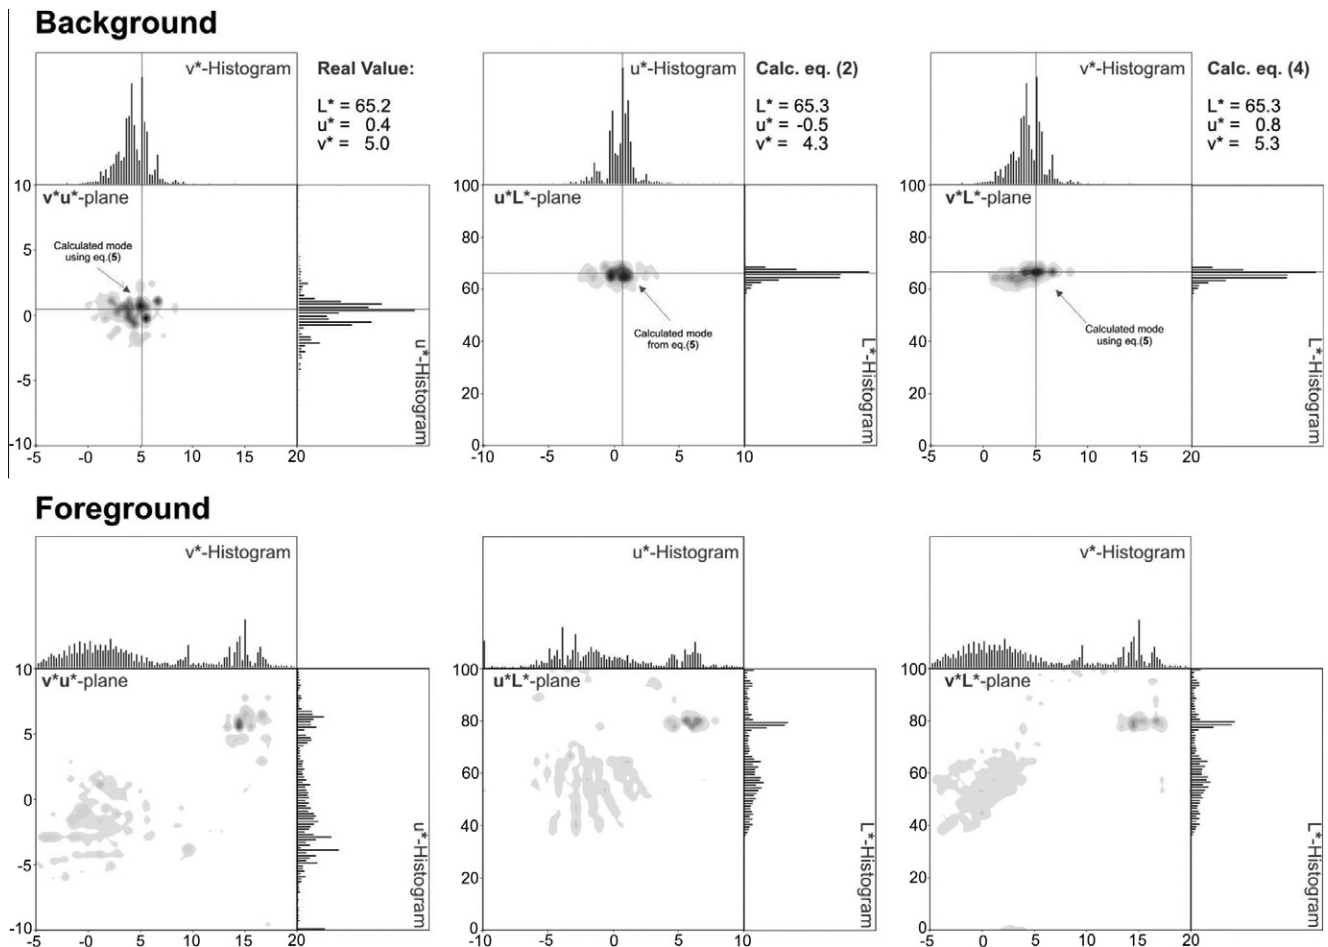 Background
v*-Histogram
Real Value:
L* = 65.2
u* = 0.4
v* = 5.0
u*-Histogram
Calc. eq. (2)
L* = 65.3
u* = -0.5
v* = 4.3
v*-Histogram
Calc. eq. (4)
L* = 65.3
u* = 0.8
v* = 5.3
v*u*-plane
Calculated mode
using eq.(5)
u*-Histogram
10
5
0
-5
-10
-5 0 5 10 15 20
u*L*-plane
Calculated mode
from eq.(5)
L*-Histogram
100
80
60
40
20
0
-10 -5 0 5 10
v*L*-plane
Calculated mode
using eq.(5)
L*-Histogram
100
80
60
40
20
0
-5 0 5 10 15 20
Foreground
v*-Histogram
u*-Histogram
v*-Histogram
v*u*-plane
u*-Histogram
10
5
0
-5
-10
-5 -0 5 10 15 20
u*L*-plane
L*-Histogram
100
80
60
40
20
0
-10 -5 0 5 10
v*L*-plane
L*-Histogram
100
80
60
40
20
0
-5 0 5 10 15 20